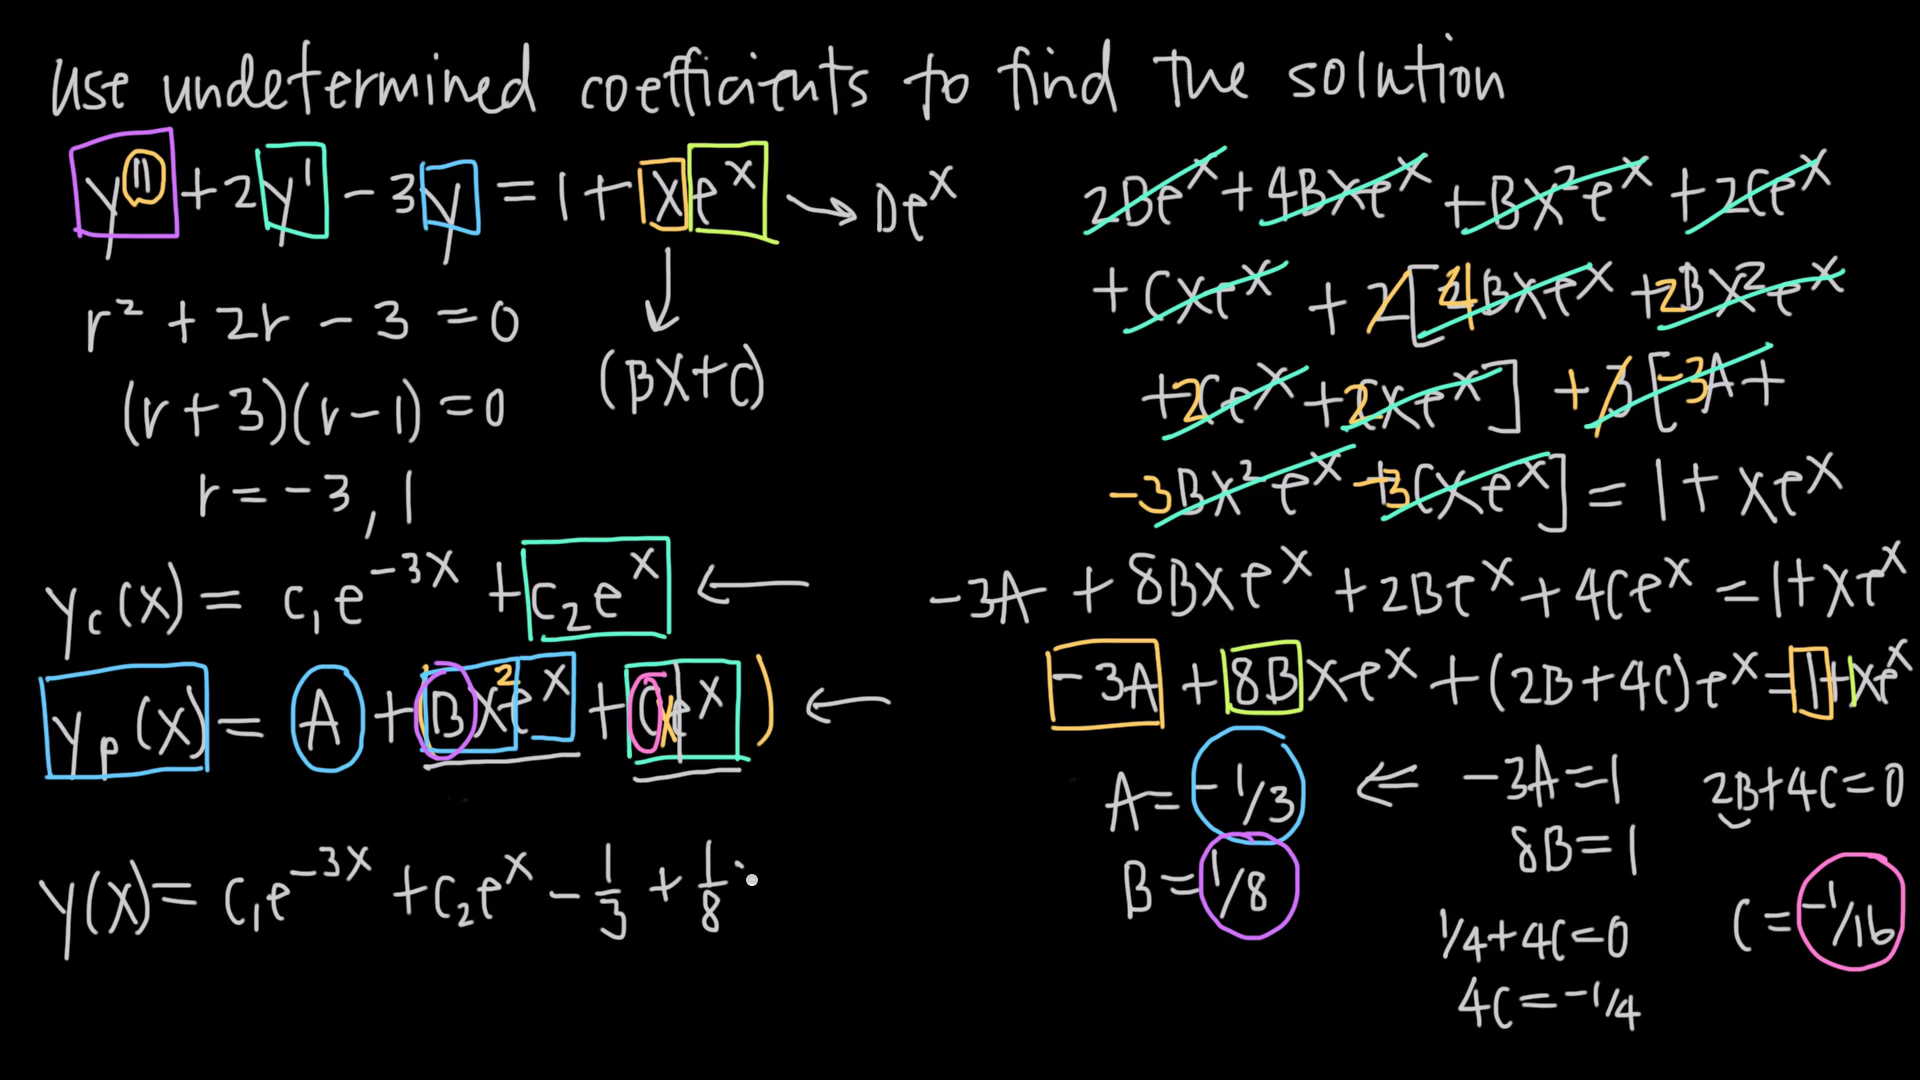 use undetermined coefficients to find the solution
y'' + 2y' - 3y = 1 + xe^x → De^x
(Bx+C)
r² + 2r - 3 = 0
(r+3)(r-1) = 0
r = -3, 1
y_c(x) = c₁e^(-3x) + c₂e^x ←
y_p(x) = A + Bx²e^x + Cxe^x ) ←
y(x) = c₁e^(-3x) + c₂e^x - 1/3 + 1/8
2Be^x + 4Bxe^x + Bx²e^x + 2Ce^x
+ Cxe^x + 2[4Bxe^x + 2Bx²e^x
+ 2Ce^x + 2Cxe^x] + 3[-3A +
-3Bx²e^x - 3Cxe^x] = 1 + xe^x
-3A + 8Bxe^x + 2Be^x + 4Ce^x = 1 + xe^x
-3A + 8Bxe^x + (2B+4C)e^x = 1 + xe^x
A = -1/3 ← -3A = 1 2B+4C=0
8B = 1
B = 1/8
1/4 + 4C = 0 C = -1/16
4C = -1/4